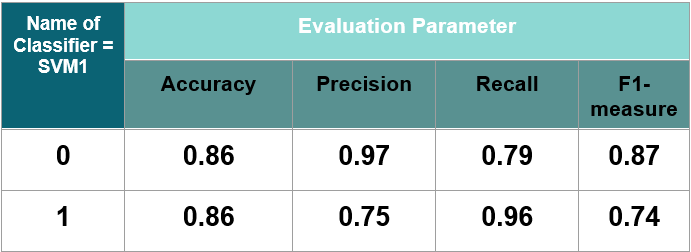 Name of
Classifier =
SVM1
Evaluation Parameter
Accuracy Precision Recall F1-
measure
0 0.86 0.97 0.79 0.87
1 0.86 0.75 0.96 0.74